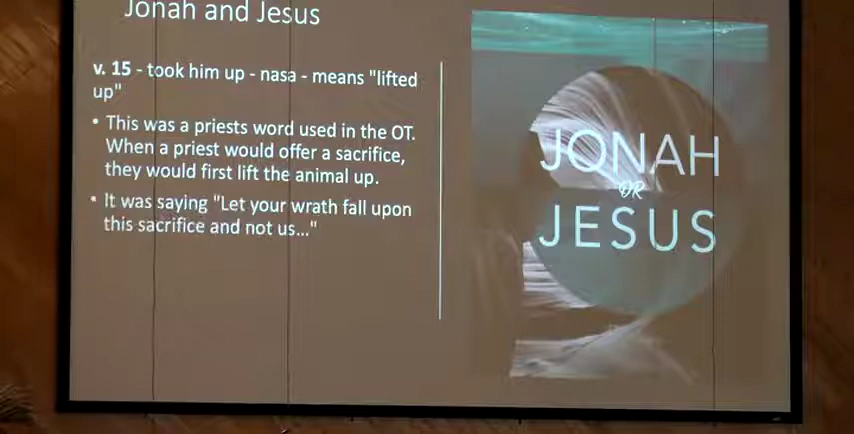 Jonah and Jesus
v. 15 - took him up - nasa - means "lifted
up"
• This was a priests word used in the OT.
When a priest would offer a sacrifice,
they would first lift the animal up.
• It was saying "Let your wrath fall upon
this sacrifice and not us..."
JONAH
OR
JESUS